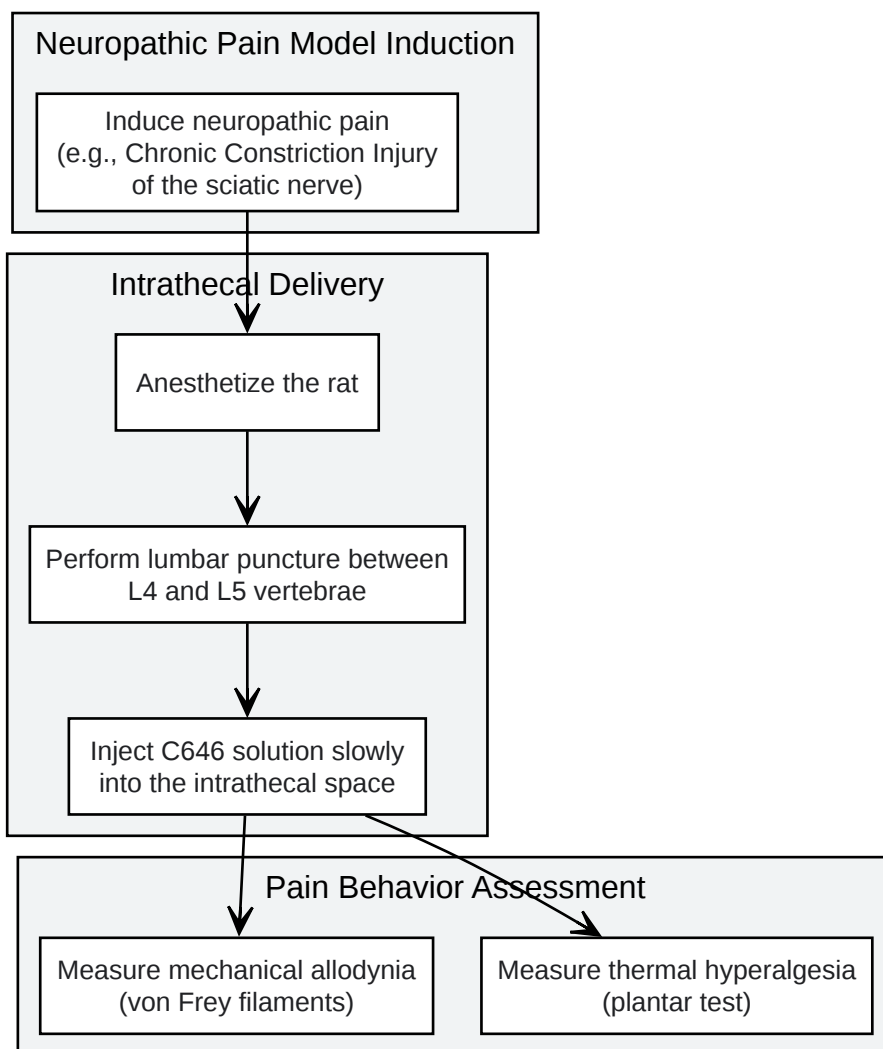 Neuropathic Pain Model Induction
Induce neuropathic pain
(e.g., Chronic Constriction Injury
of the sciatic nerve)
Intrathecal Delivery
Anesthetize the rat
Perform lumbar puncture between
L4 and L5 vertebrae
Inject C646 solution slowly
into the intrathecal space
Pain Behavior Assessment
Measure mechanical allodynia
(von Frey filaments)
Measure thermal hyperalgesia
(plantar test)